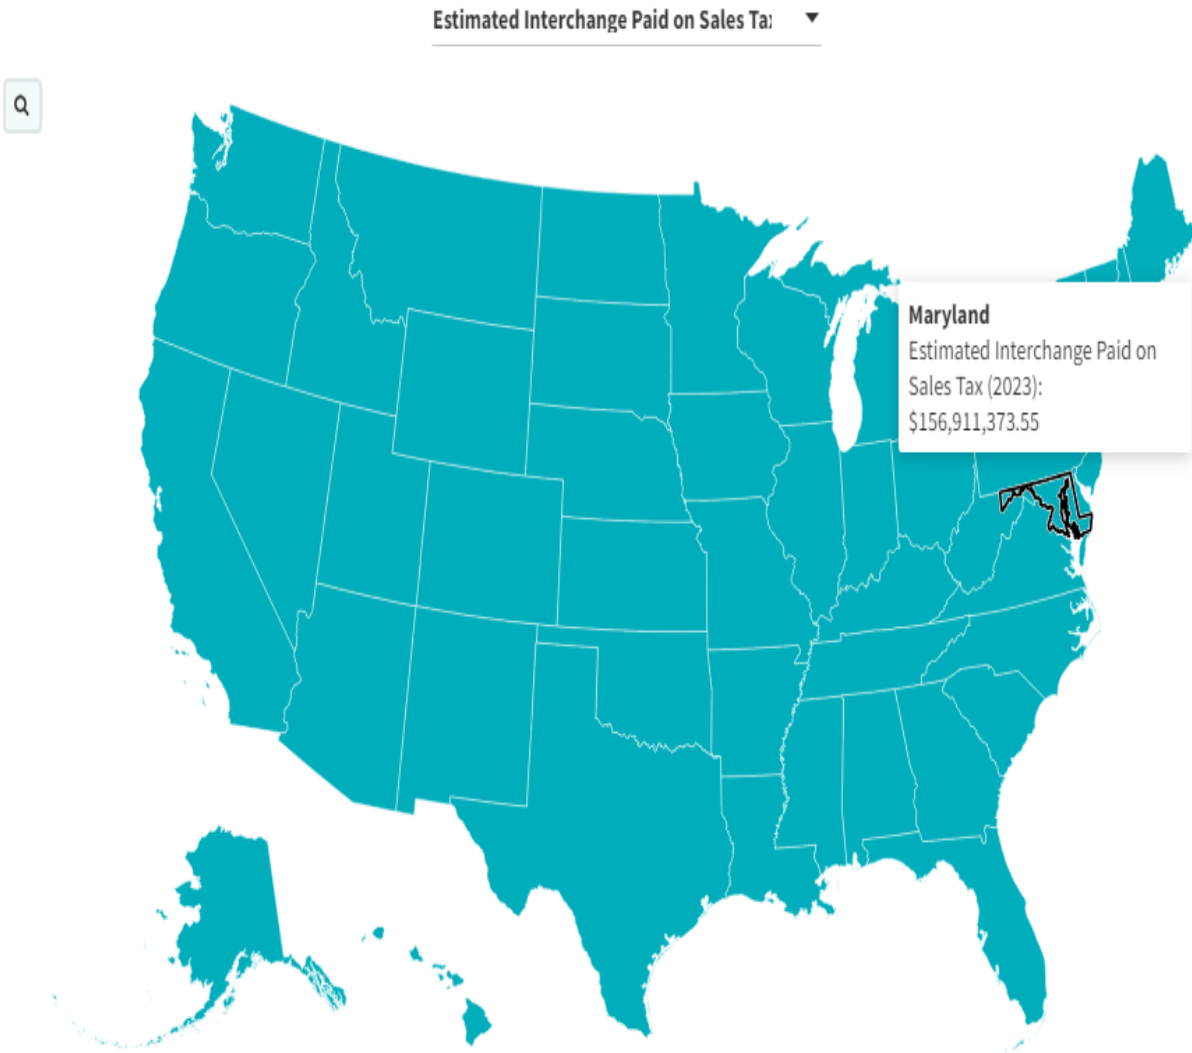 Estimated Interchange Paid on Sales Ta
Maryland
Estimated Interchange Paid on
Sales Tax (2023):
$156,911,373.55